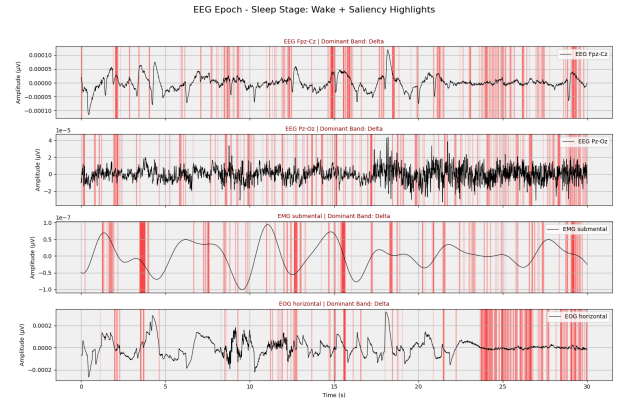 EEG Epoch - Sleep Stage: Wake + Saliency Highlights
EEG Fpz-Cz | Dominant Band: Delta
Amplitude (µV)
0.00010
0.00005
0.00000
−0.00005
−0.00010
EEG Fpz-Cz
1e−5
EEG Pz-Oz | Dominant Band: Delta
Amplitude (µV)
4
2
0
−2
EEG Pz-Oz
1e−7
EMG submental | Dominant Band: Delta
Amplitude (µV)
1.0
0.5
0.0
−0.5
−1.0
EMG submental
EOG horizontal | Dominant Band: Delta
Amplitude (µV)
0.0002
0.0000
−0.0002
EOG horizontal
0 5 10 15 20 25 30
Time (s)